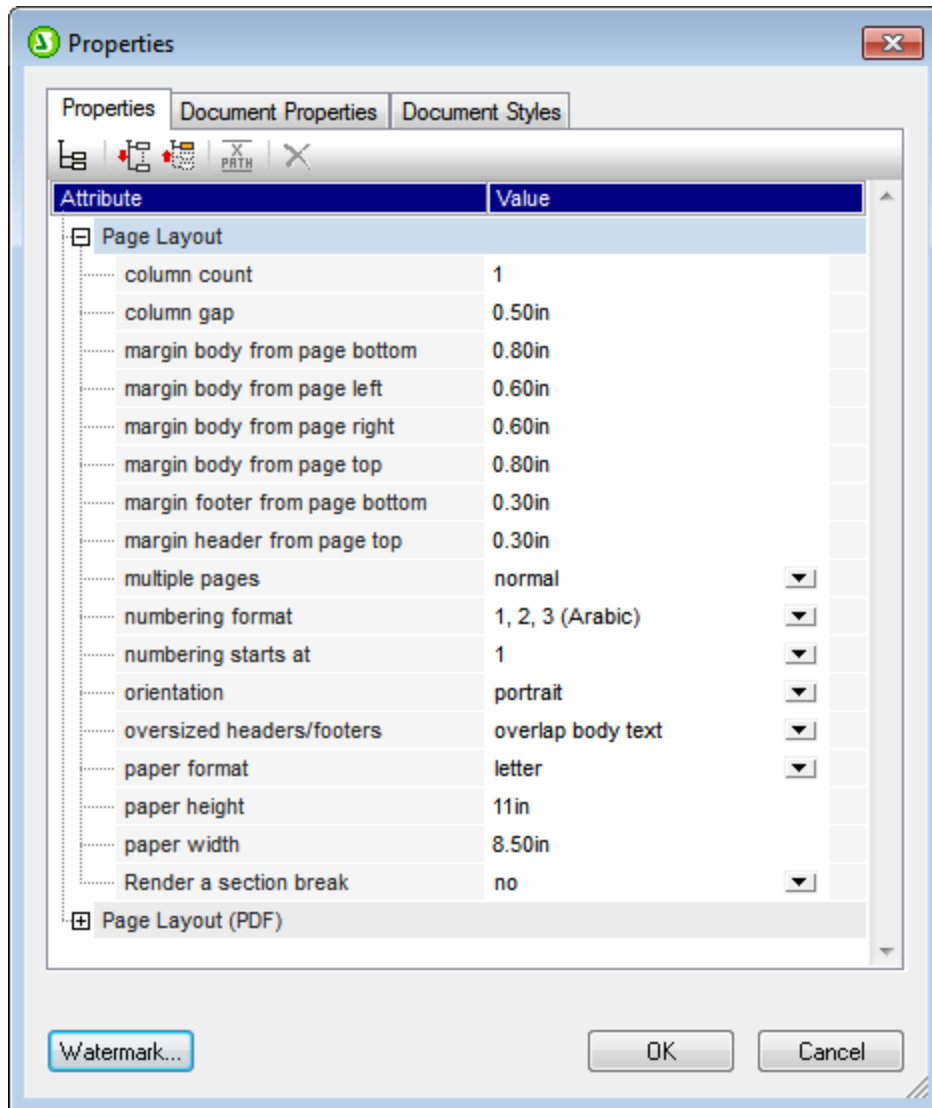 Properties
Properties Document Properties Document Styles
X PATH
Attribute Value
Page Layout
column count 1
column gap 0.50in
margin body from page bottom 0.80in
margin body from page left 0.60in
margin body from page right 0.60in
margin body from page top 0.80in
margin footer from page bottom 0.30in
margin header from page top 0.30in
multiple pages normal
numbering format 1, 2, 3 (Arabic)
numbering starts at 1
orientation portrait
oversized headers/footers overlap body text
paper format letter
paper height 11in
paper width 8.50in
Render a section break no
Page Layout (PDF)
Watermark... OK Cancel